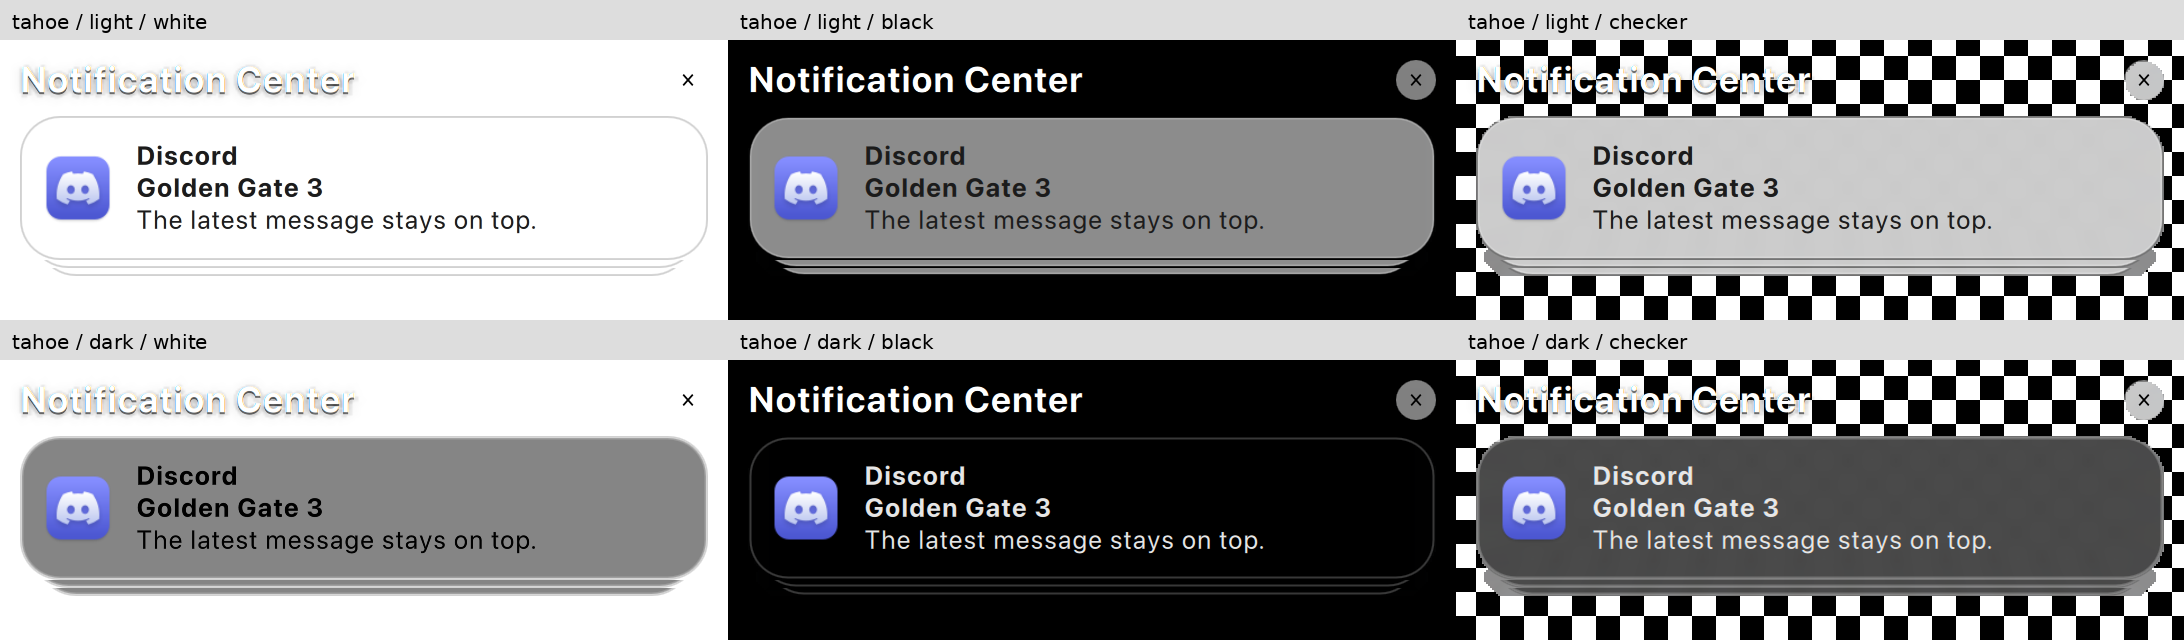 tahoe / light / white
Notification Center
×
Discord
Golden Gate 3
The latest message stays on top.
tahoe / light / black
Notification Center
×
Discord
Golden Gate 3
The latest message stays on top.
tahoe / light / checker
Notification Center
×
Discord
Golden Gate 3
The latest message stays on top.
tahoe / dark / white
Notification Center
×
Discord
Golden Gate 3
The latest message stays on top.
tahoe / dark / black
Notification Center
×
Discord
Golden Gate 3
The latest message stays on top.
tahoe / dark / checker
Notification Center
×
Discord
Golden Gate 3
The latest message stays on top.